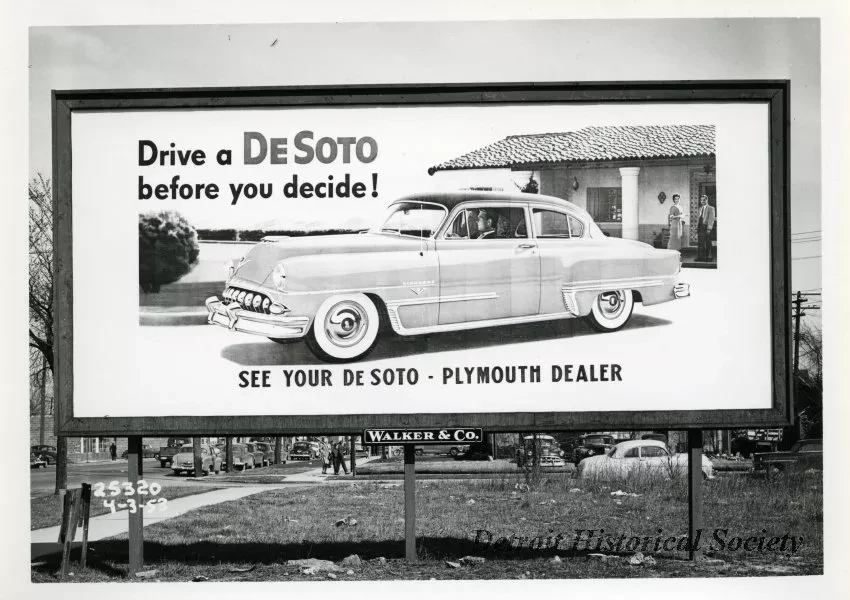 Drive a DESOTO
before you decide!
SEE YOUR DE SOTO - PLYMOUTH DEALER
WALKER & CO.
25320
4-3-53
Detroit Historical Society